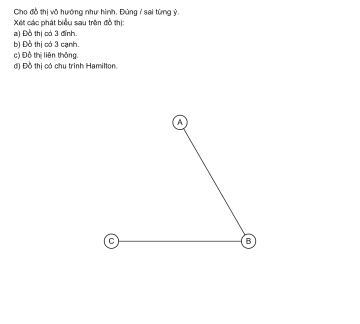 Cho đồ thị vô hướng như hình. Đúng / sai từng ý.
Xét các phát biểu sau trên đồ thị:
a) Đồ thị có 3 đỉnh.
b) Đồ thị có 3 cạnh.
c) Đồ thị liên thông.
d) Đồ thị có chu trình Hamilton.
A
C
B